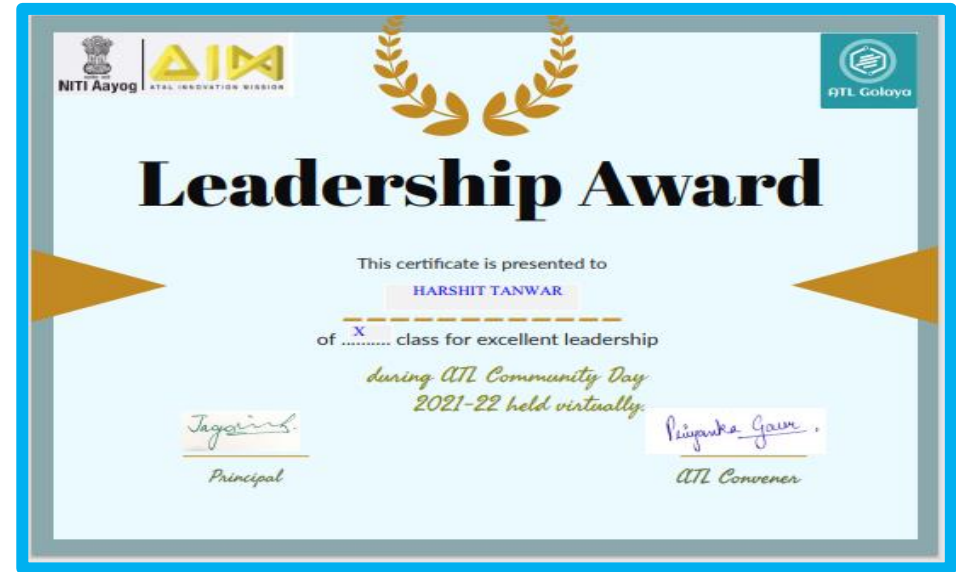 NITI Aayog
AIM
ATAL INNOVATION MISSION
ATL Golaya
Leadership Award
This certificate is presented to
HARSHIT TANWAR
of ..X........ class for excellent leadership
during ATL Community Day
2021-22 held virtually.
Priyanka Gaur.
Principal
ATL Convener